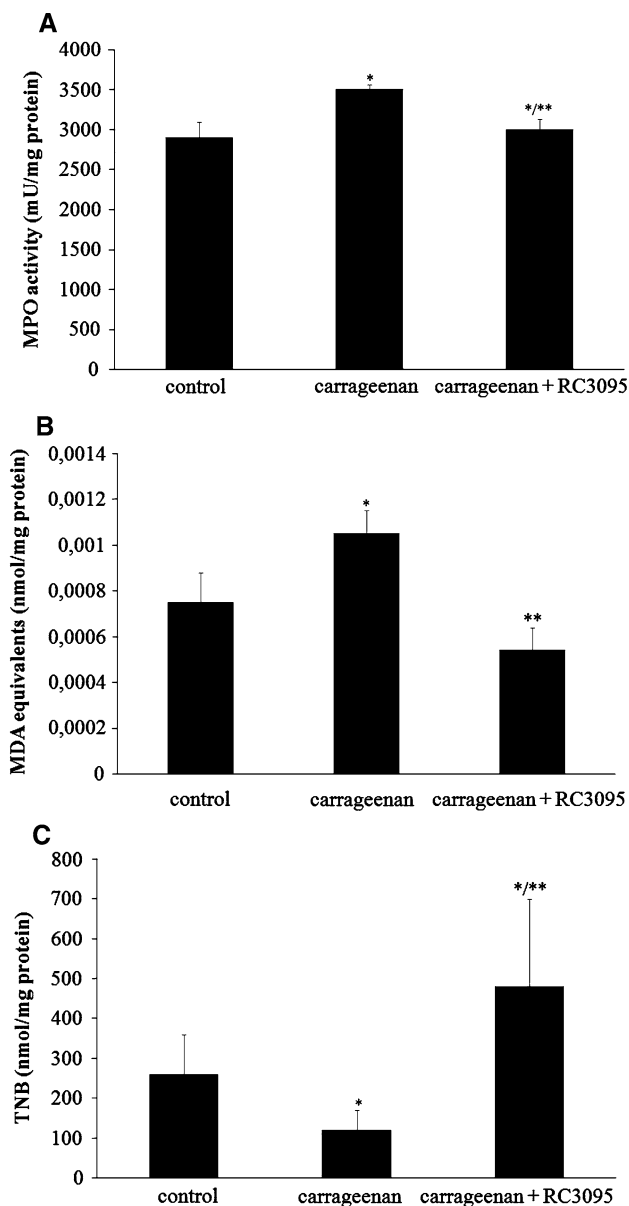 A
MPO activity (mU/mg protein)
4000
3500
3000
2500
2000
1500
1000
500
0
*
*/**
control
carrageenan
carrageenan + RC3095
B
MDA equivalents (nmol/mg protein)
0,0014
0,0012
0,001
0,0008
0,0006
0,0004
0,0002
0
*
**
control
carrageenan
carrageenan + RC3095
C
TNB (nmol/mg protein)
800
700
600
500
400
300
200
100
0
*
*/**
control
carrageenan
carrageenan + RC3095